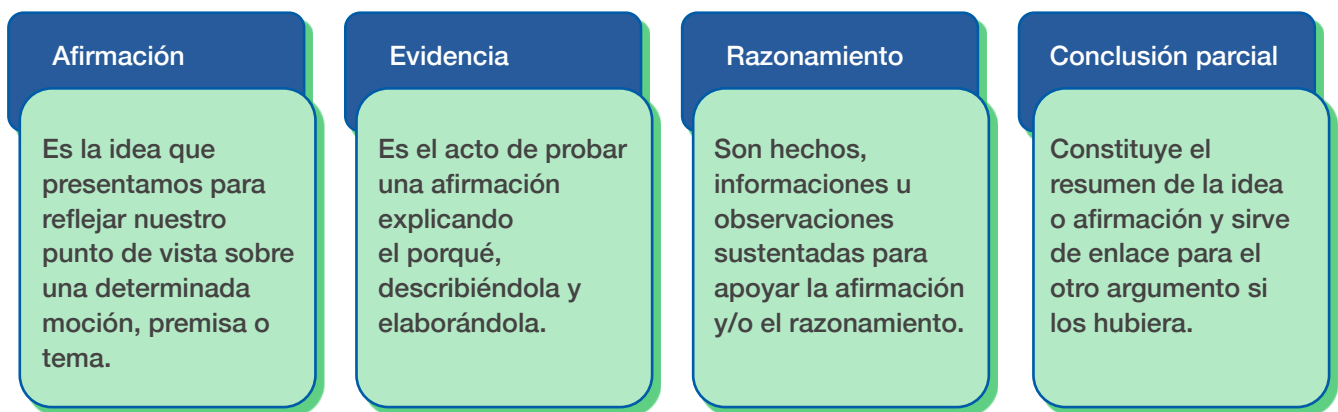 Afirmación
Es la idea que
presentamos para
reflejar nuestro
punto de vista sobre
una determinada
moción, premisa o
tema.
Evidencia
Es el acto de probar
una afirmación
explicando
el porqué,
describiéndola y
elaborándola.
Razonamiento
Son hechos,
informaciones u
observaciones
sustentadas para
apoyar la afirmación
y/o el razonamiento.
Conclusión parcial
Constituye el
resumen de la idea
o afirmación y sirve
de enlace para el
otro argumento si
los hubiera.